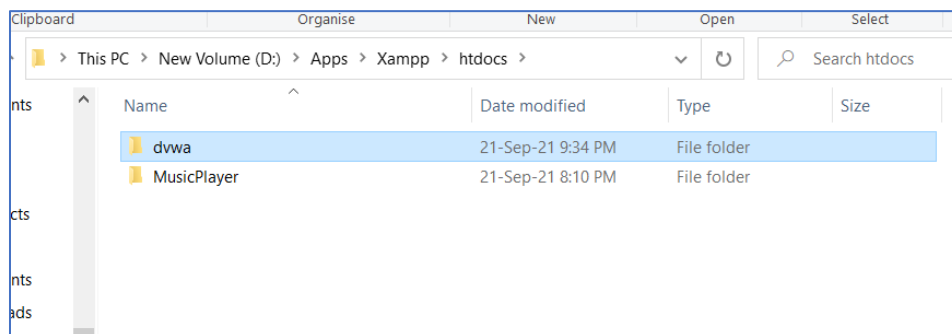 Clipboard Organise New Open Select
This PC > New Volume (D:) > Apps > Xampp > htdocs > Search htdocs
nts Name Date modified Type Size
dvwa 21-Sep-21 9:34 PM File folder
MusicPlayer 21-Sep-21 8:10 PM File folder
cts
nts
ads